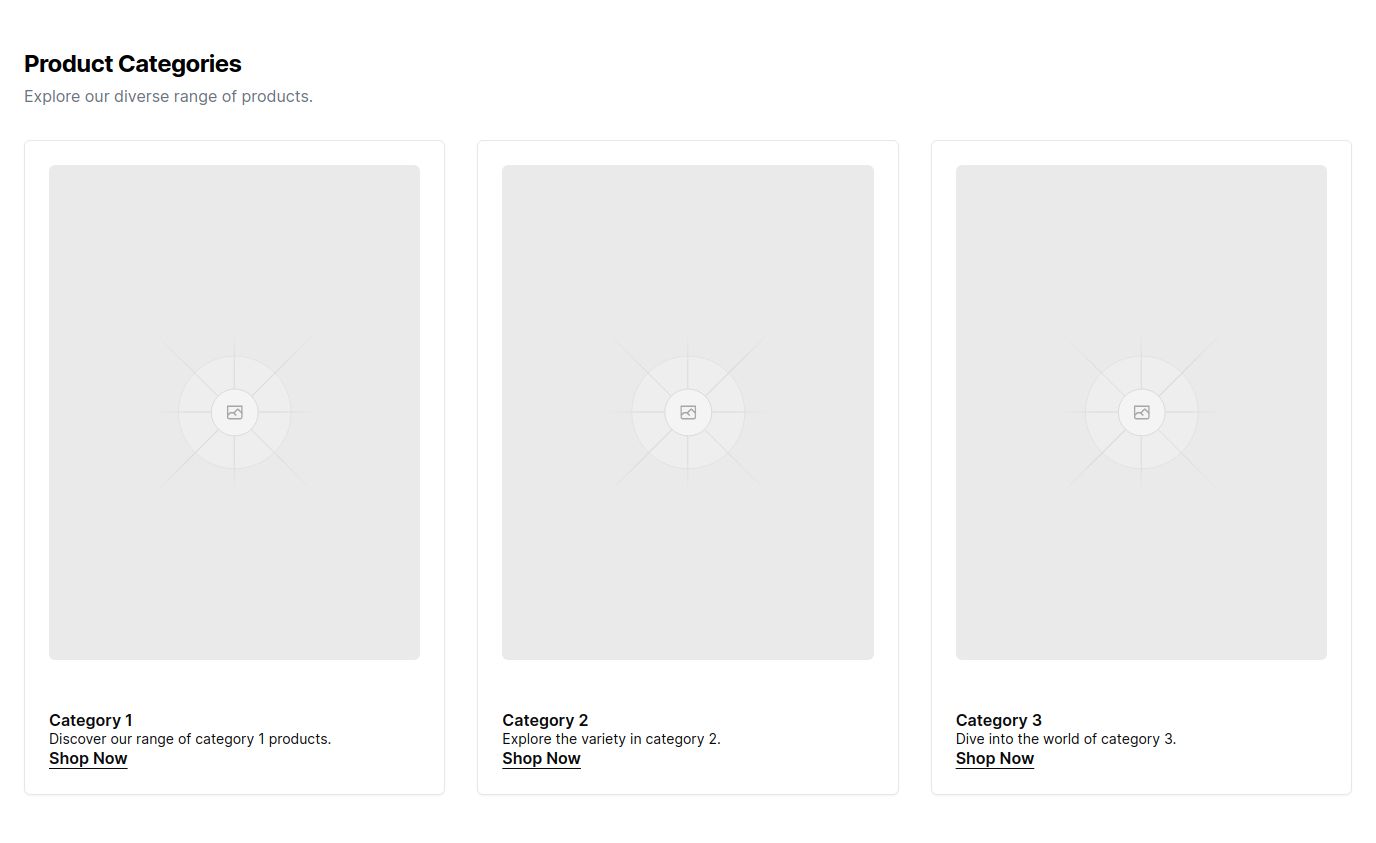 Product Categories
Explore our diverse range of products.
Category 1
Discover our range of category 1 products.
Shop Now
Category 2
Explore the variety in category 2.
Shop Now
Category 3
Dive into the world of category 3.
Shop Now